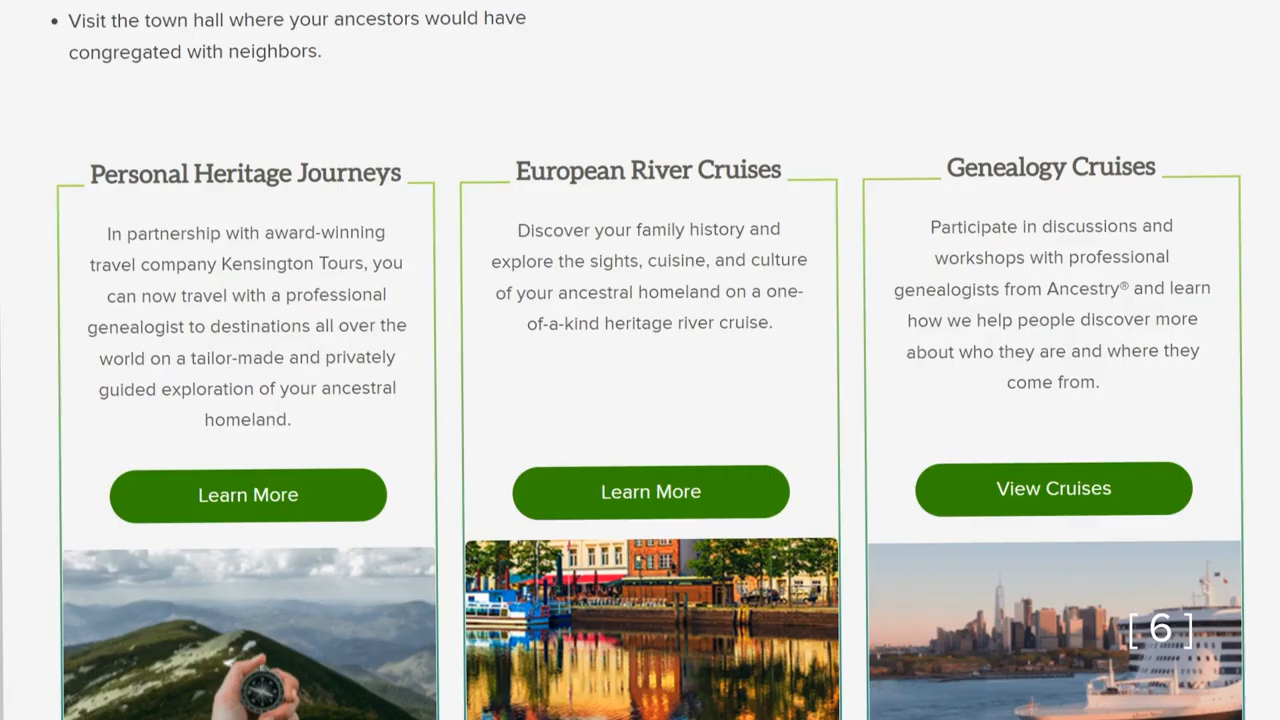 • Visit the town hall where your ancestors would have
congregated with neighbors.
Personal Heritage Journeys
In partnership with award-winning
travel company Kensington Tours, you
can now travel with a professional
genealogist to destinations all over the
world on a tailor-made and privately
guided exploration of your ancestral
homeland.
Learn More
European River Cruises
Discover your family history and
explore the sights, cuisine, and culture
of your ancestral homeland on a one-
of-a-kind heritage river cruise.
Learn More
Genealogy Cruises
Participate in discussions and
workshops with professional
genealogists from Ancestry® and learn
how we help people discover more
about who they are and where they
come from.
View Cruises
[ 6 ]